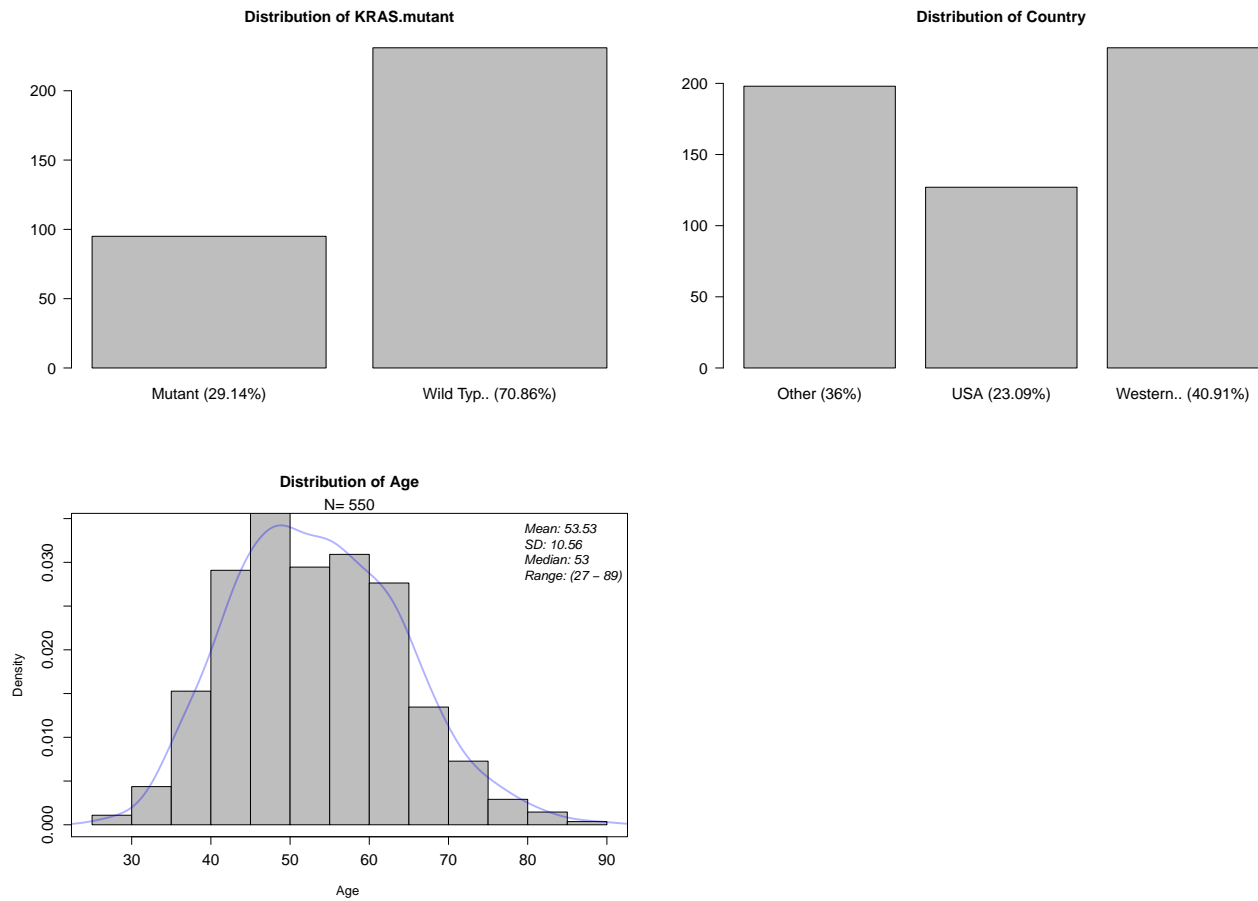 Distribution of KRAS.mutant
200
150
100
50
0
Mutant (29.14%) Wild Typ.. (70.86%)
Distribution of Country
200
150
100
50
0
Other (36%) USA (23.09%) Western.. (40.91%)
Distribution of Age
N= 550
Mean: 53.53
SD: 10.56
Median: 53
Range: (27 − 89)
Density
0.030
0.020
0.010
0.000
30 40 50 60 70 80 90
Age